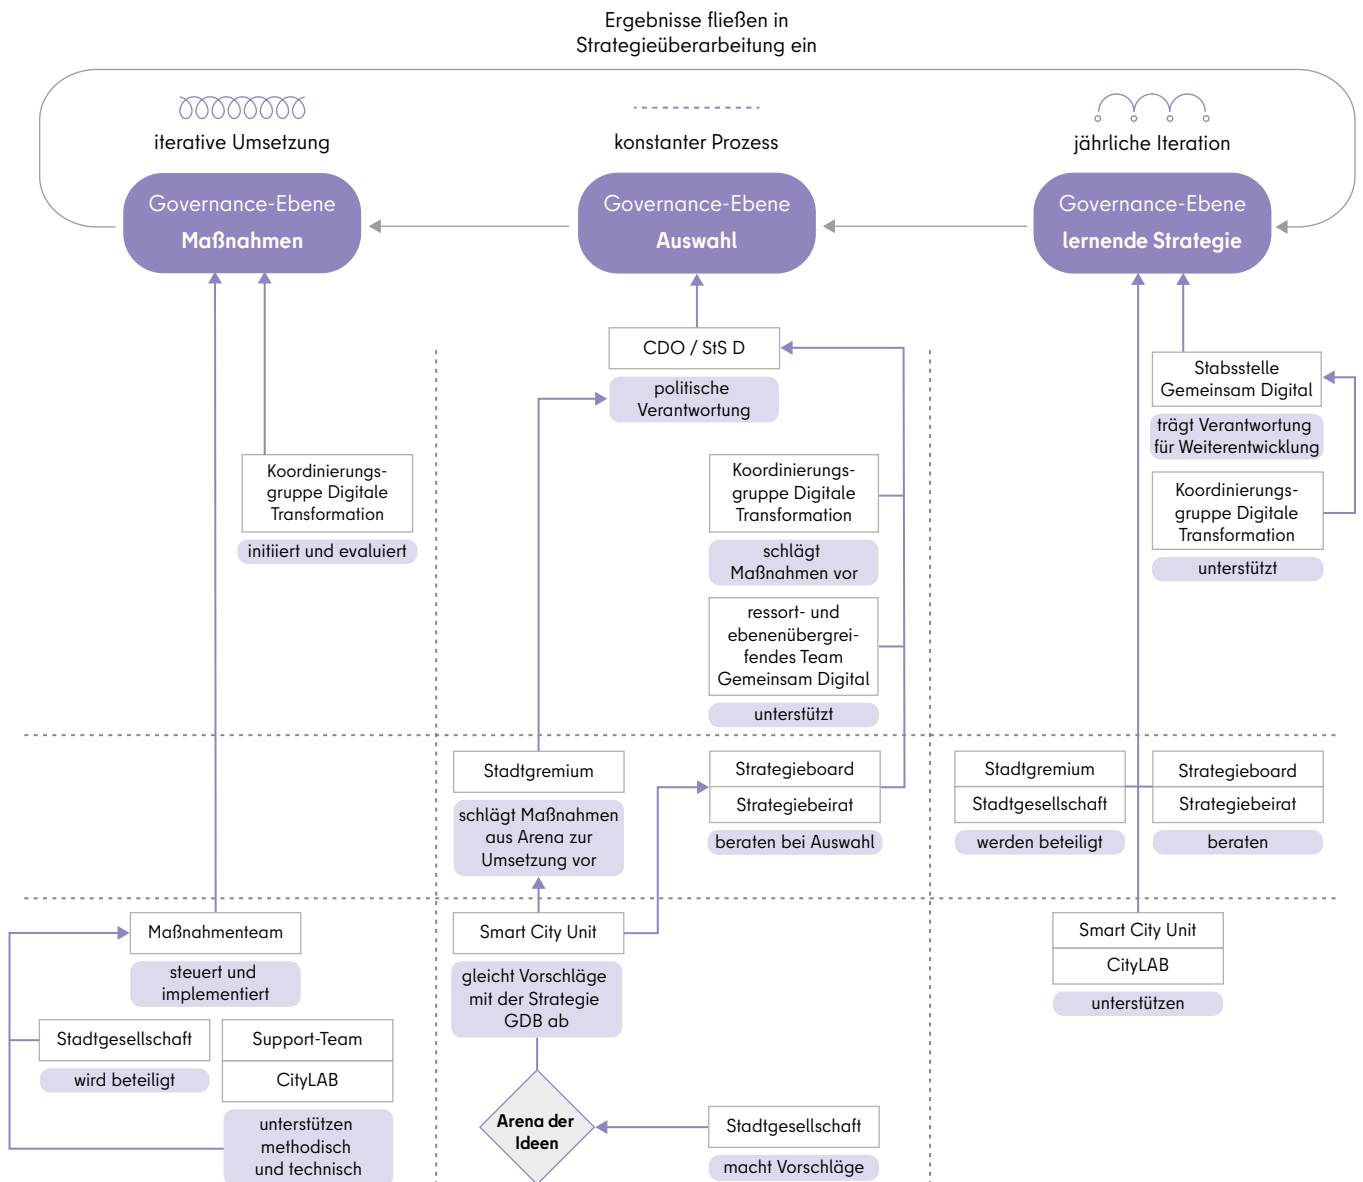 Ergebnisse fließen in
Strategieüberarbeitung ein
iterative Umsetzung
konstanter Prozess
jährliche Iteration
Governance-Ebene
Maßnahmen
Governance-Ebene
Auswahl
Governance-Ebene
lernende Strategie
Koordinierungs-
gruppe Digitale
Transformation
initiiert und evaluiert
Maßnahmenteam
steuert und
implementiert
Stadtgesellschaft
wird beteiligt
Support-Team
CityLAB
unterstützen
methodisch
und technisch
CDO / StS D
politische
Verantwortung
Koordinierungs-
gruppe Digitale
Transformation
schlägt
Maßnahmen vor
ressort- und
ebenenübergrei-
fendes Team
Gemeinsam Digital
unterstützt
Stadtgremium
schlägt Maßnahmen
aus Arena zur
Umsetzung vor
Strategieboard
Strategiebeirat
beraten bei Auswahl
Smart City Unit
gleicht Vorschläge
mit der Strategie
GDB ab
Arena der
Ideen
Stadtgesellschaft
macht Vorschläge
Stabsstelle
Gemeinsam Digital
trägt Verantwortung
für Weiterentwicklung
Koordinierungs-
gruppe Digitale
Transformation
unterstützt
Stadtgremium
Stadtgesellschaft
werden beteiligt
Strategieboard
Strategiebeirat
beraten
Smart City Unit
CityLAB
unterstützen